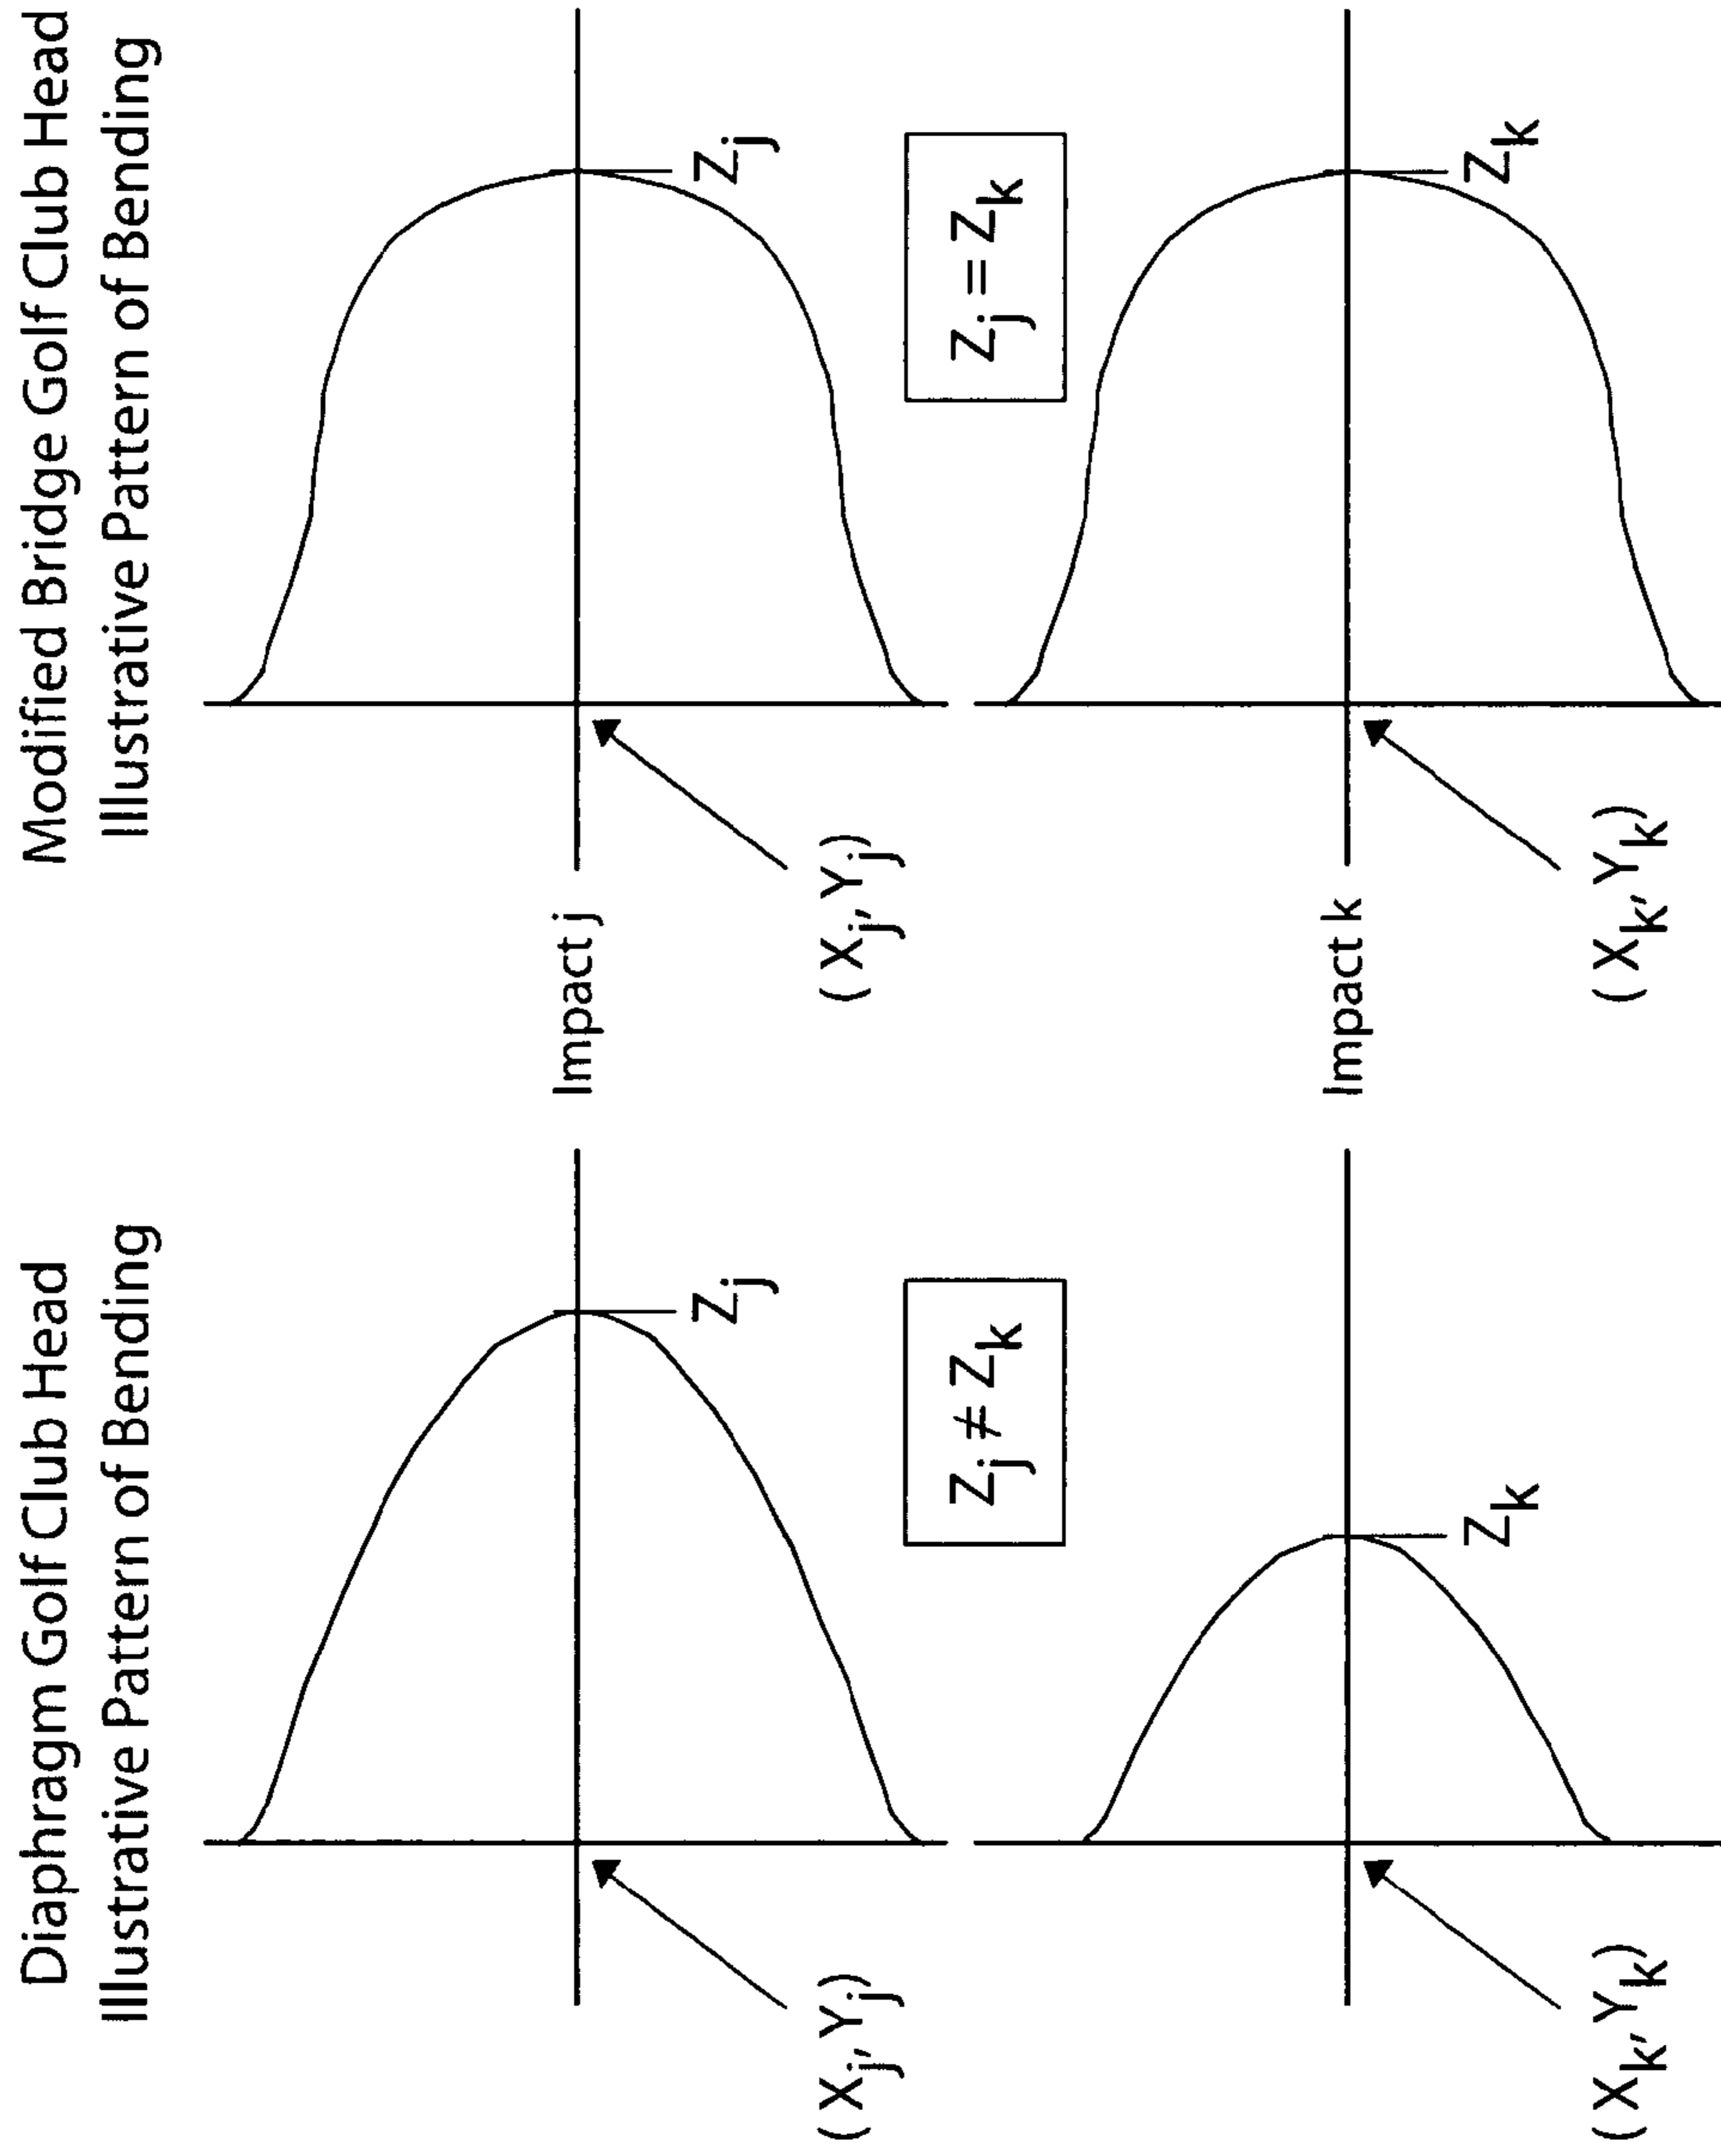 Diaphragm Golf Club Head
Illustrative Pattern of Bending
Modified Bridge Golf Club Head
Illustrative Pattern of Bending
Zj
Impact j
Zj
(Xj, Yj)
(Xj, Yj)
Zj ≠ Zk
Zj = Zk
Zk
Impact k
Zk
(Xk, Yk)
(Xk, Yk)